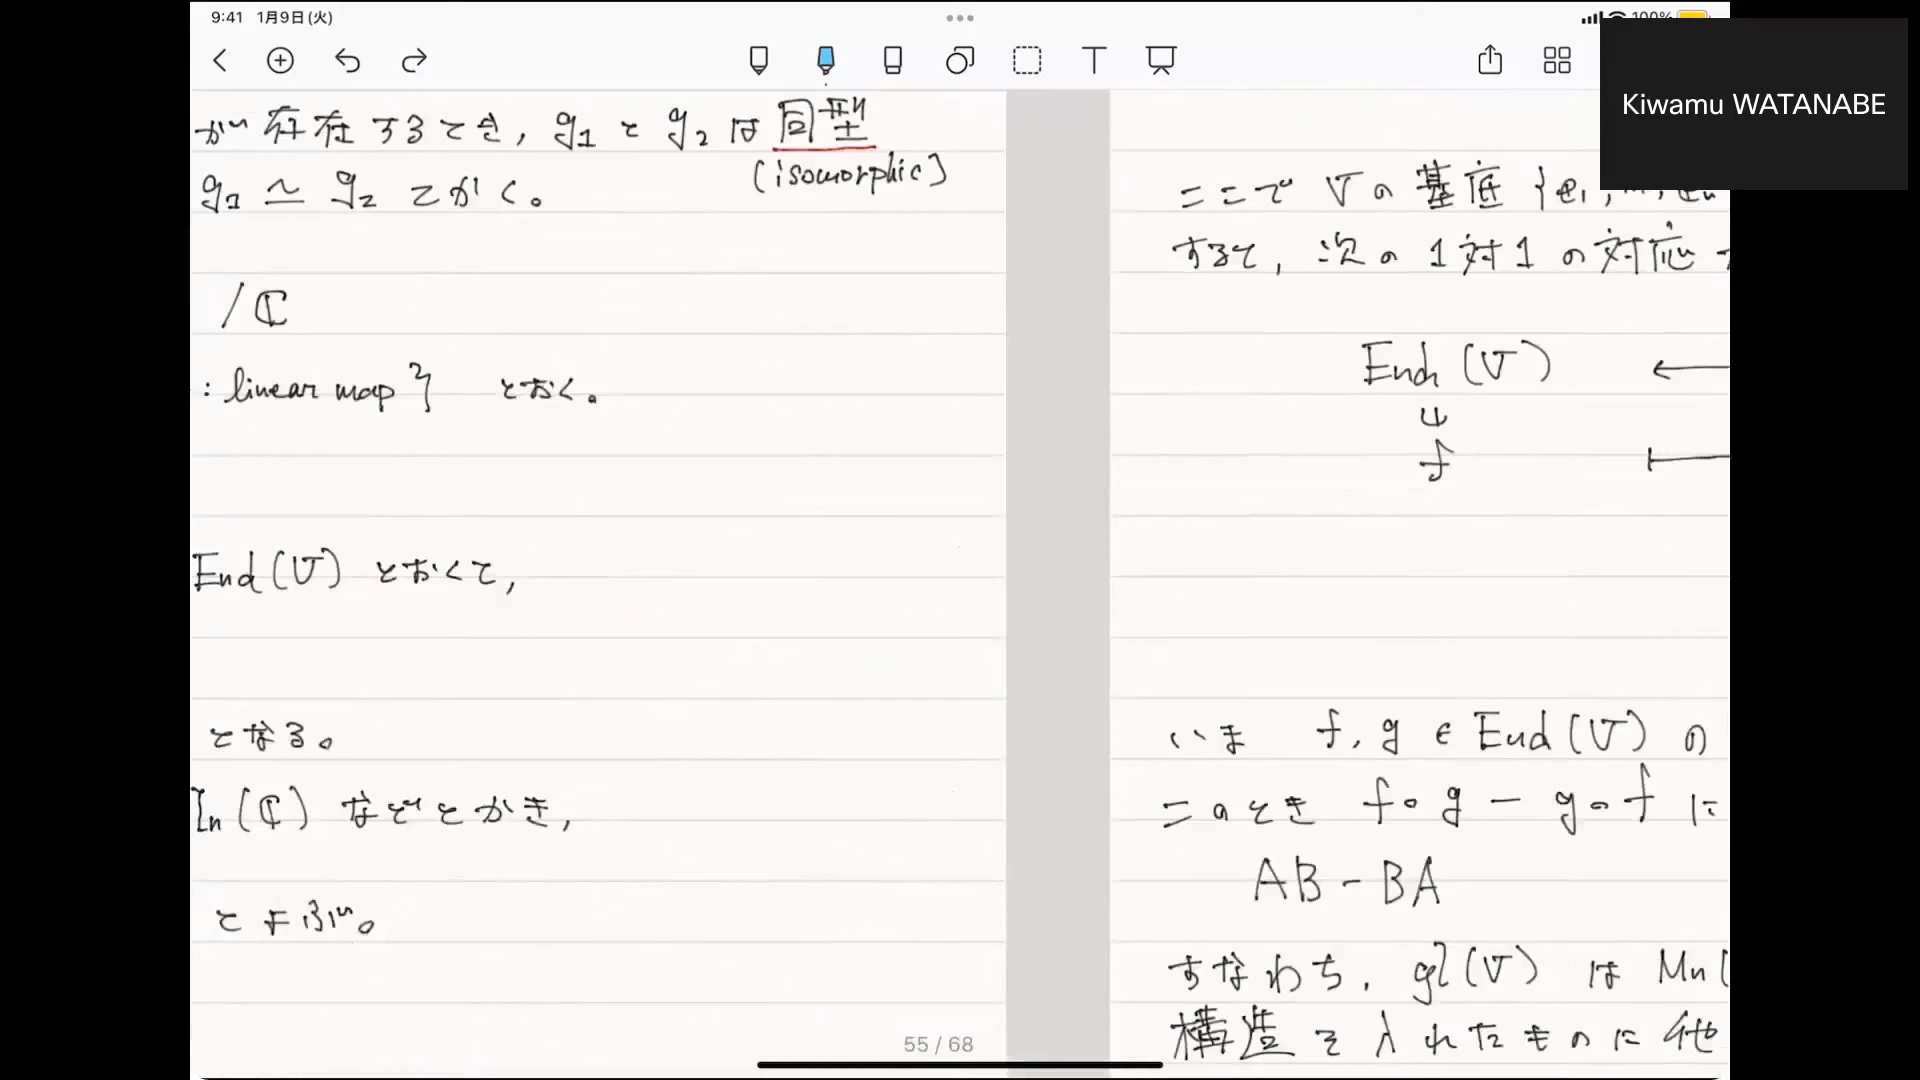 9:41 1月9日(火)
100%
Kiwamu WATANABE
が存在するとき, g1 と g2 は 同型
(isomorphic)
g1 ≃ g2 とかく。
/ℂ
: linear map } とおく。
End(V) とおくと,
となる。
(ℂ) などとかき,
とよぶ。
55 / 68
ここで V の 基底 {e1, ..., en
すると, 次の 1対1 の対応
End (V) ←
∪
f ⊢
いま f, g ∈ End (V) の
このとき f∘g − g∘f に
AB − BA
すなわち, gl(V) は Mn(
構造を入れたものに他